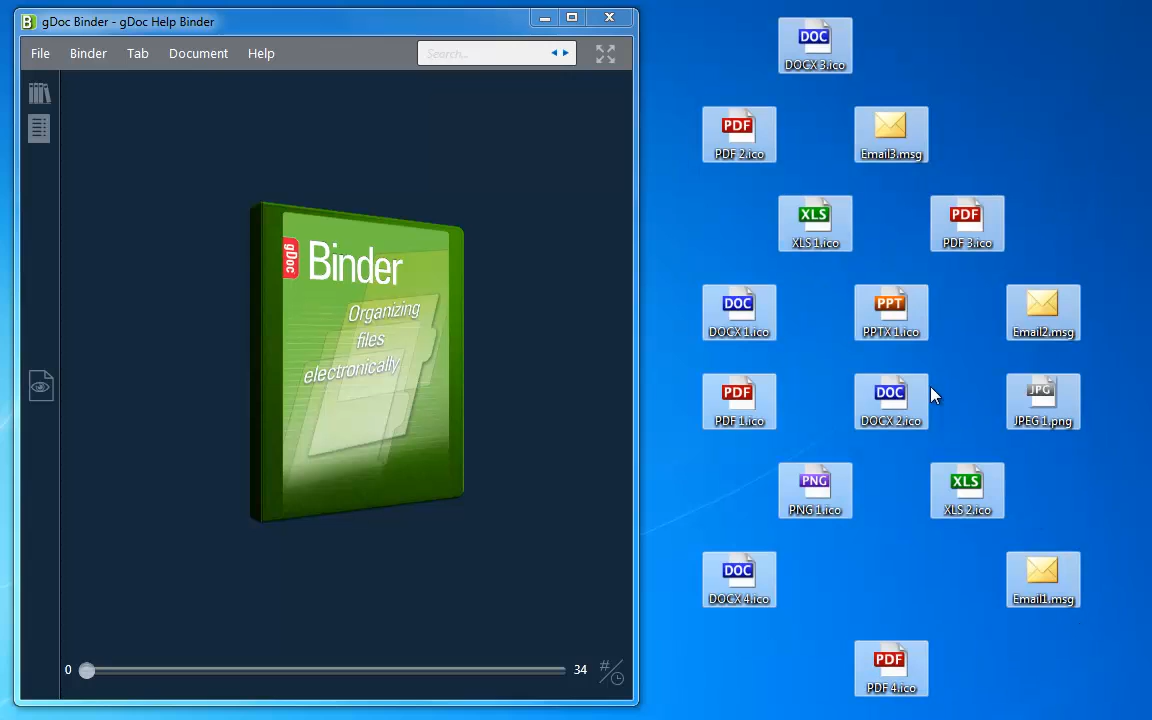 gDoc Binder - gDoc Help Binder
File Binder Tab Document Help
Search...
gDoc
Binder
Organizing
files
electronically
0
34
#/
DOC
DOCX 3.ico
PDF
PDF 2.ico
Email3.msg
XLS
XLS 1.ico
PDF
PDF 3.ico
DOC
DOCX 1.ico
PPT
PPTX 1.ico
Email2.msg
PDF
PDF 1.ico
DOC
DOCX 2.ico
JPG
JPEG 1.png
PNG
PNG 1.ico
XLS
XLS 2.ico
DOC
DOCX 4.ico
Email1.msg
PDF
PDF 4.ico